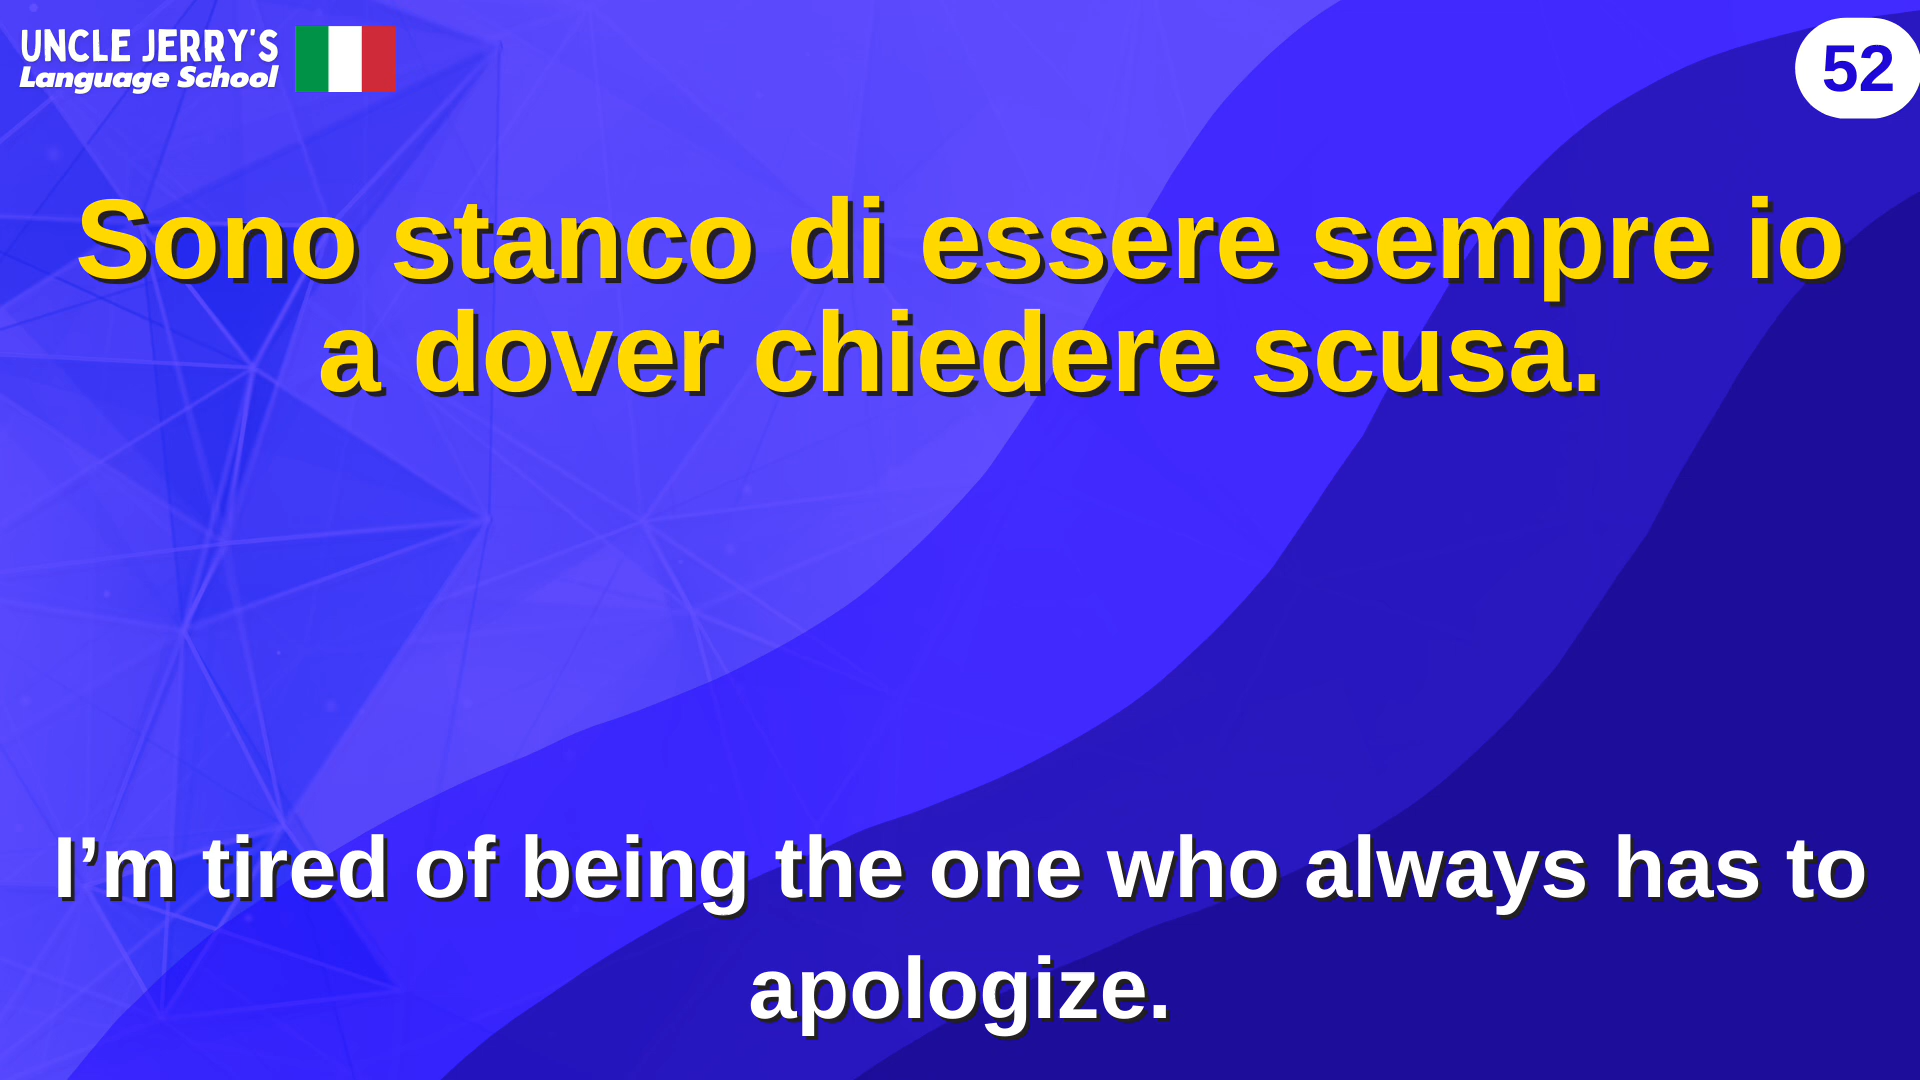 UNCLE JERRY'S
Language School
52
Sono stanco di essere sempre io
a dover chiedere scusa.
I’m tired of being the one who always has to
apologize.